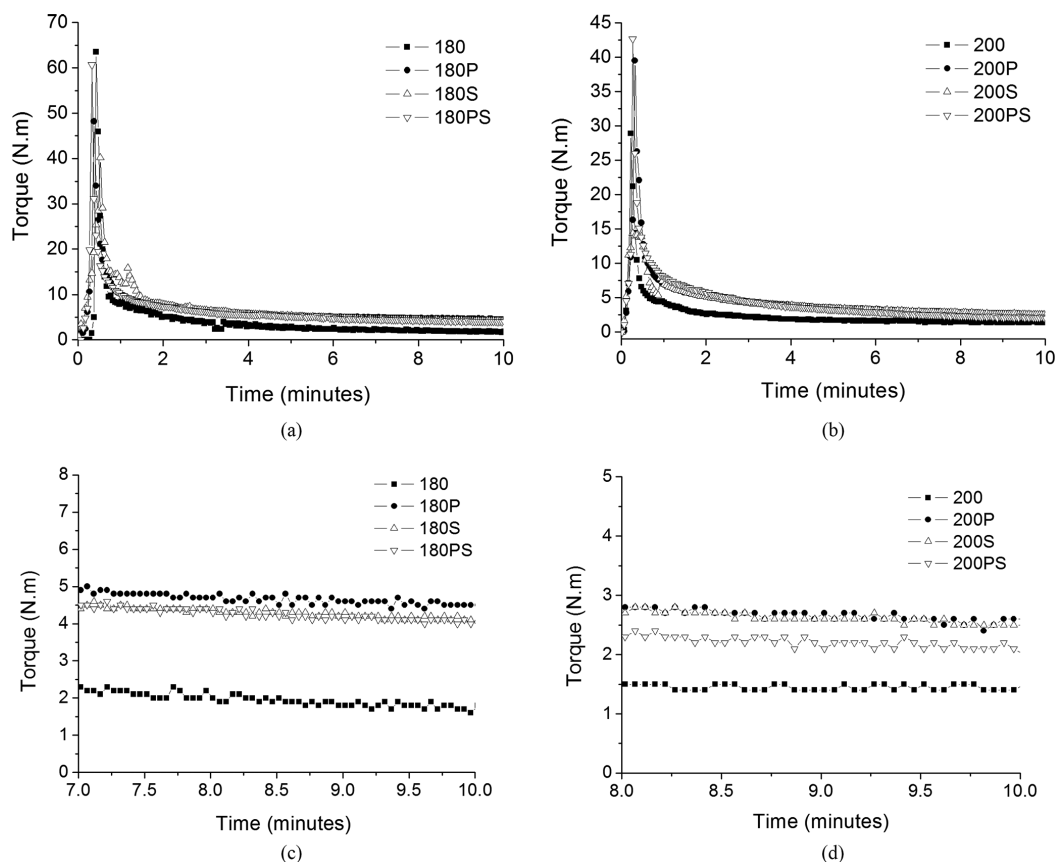 70
60
50
40
30
20
10
0
Torque (N.m)
180
180P
180S
180PS
0 2 4 6 8 10
Time (minutes)
(a)
45
40
35
30
25
20
15
10
5
0
Torque (N.m)
200
200P
200S
200PS
0 2 4 6 8 10
Time (minutes)
(b)
8
7
6
5
4
3
2
1
0
Torque (N.m)
180
180P
180S
180PS
7.0 7.5 8.0 8.5 9.0 9.5 10.0
Time (minutes)
(c)
5
4
3
2
1
0
Torque (N.m)
200
200P
200S
200PS
8.0 8.5 9.0 9.5 10.0
Time (minutes)
(d)